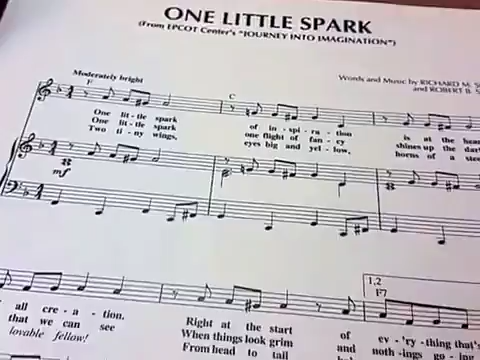 ONE LITTLE SPARK
(From EPCOT Center's "JOURNEY INTO IMAGINATION")
Words and Music by RICHARD M.
and ROBERT B.
Moderately bright
F C
One lit - tle spark of in - spi - ra - tion is at the
One lit - tle spark, one flight of fan - cy shines up the
Two ti - ny wings, eyes big and yel - low, horns of a
mf
1,2
F7
all cre - a - tion. Right at the start of ev - 'ry - thing that's
that we can see When things look grim and noth - ings go -
lovable fellow! From head to tail